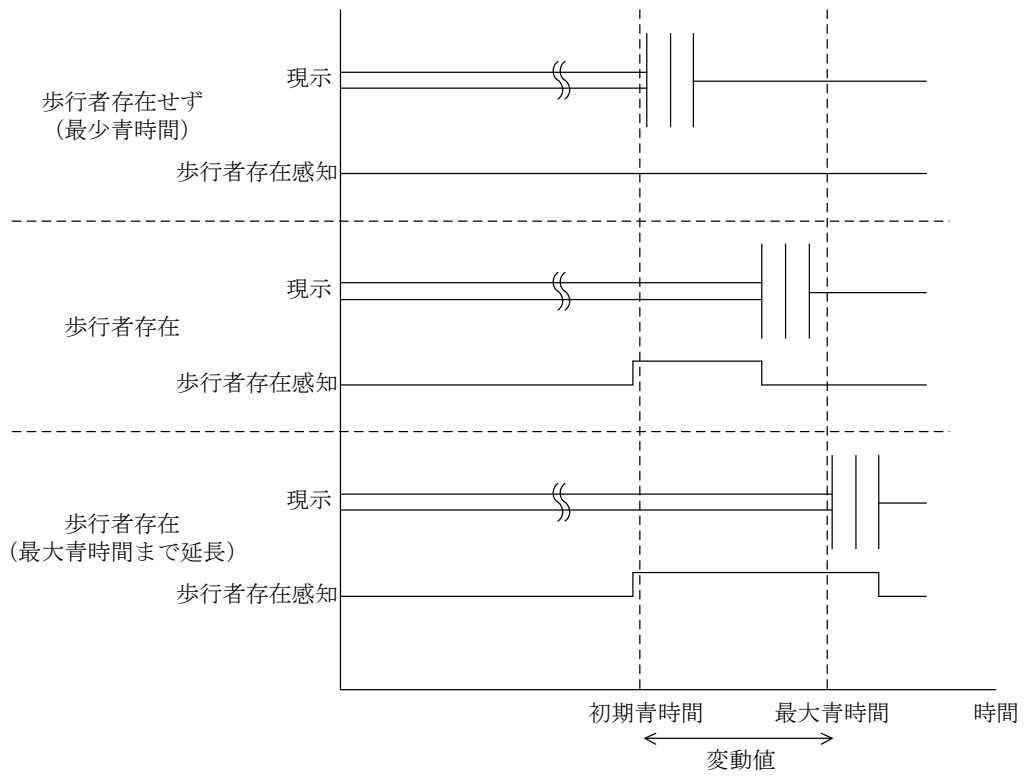 現示
歩行者存在せず
（最少青時間）
歩行者存在感知
現示
歩行者存在
歩行者存在感知
現示
歩行者存在
（最大青時間まで延長）
歩行者存在感知
初期青時間
最大青時間
時間
変動値